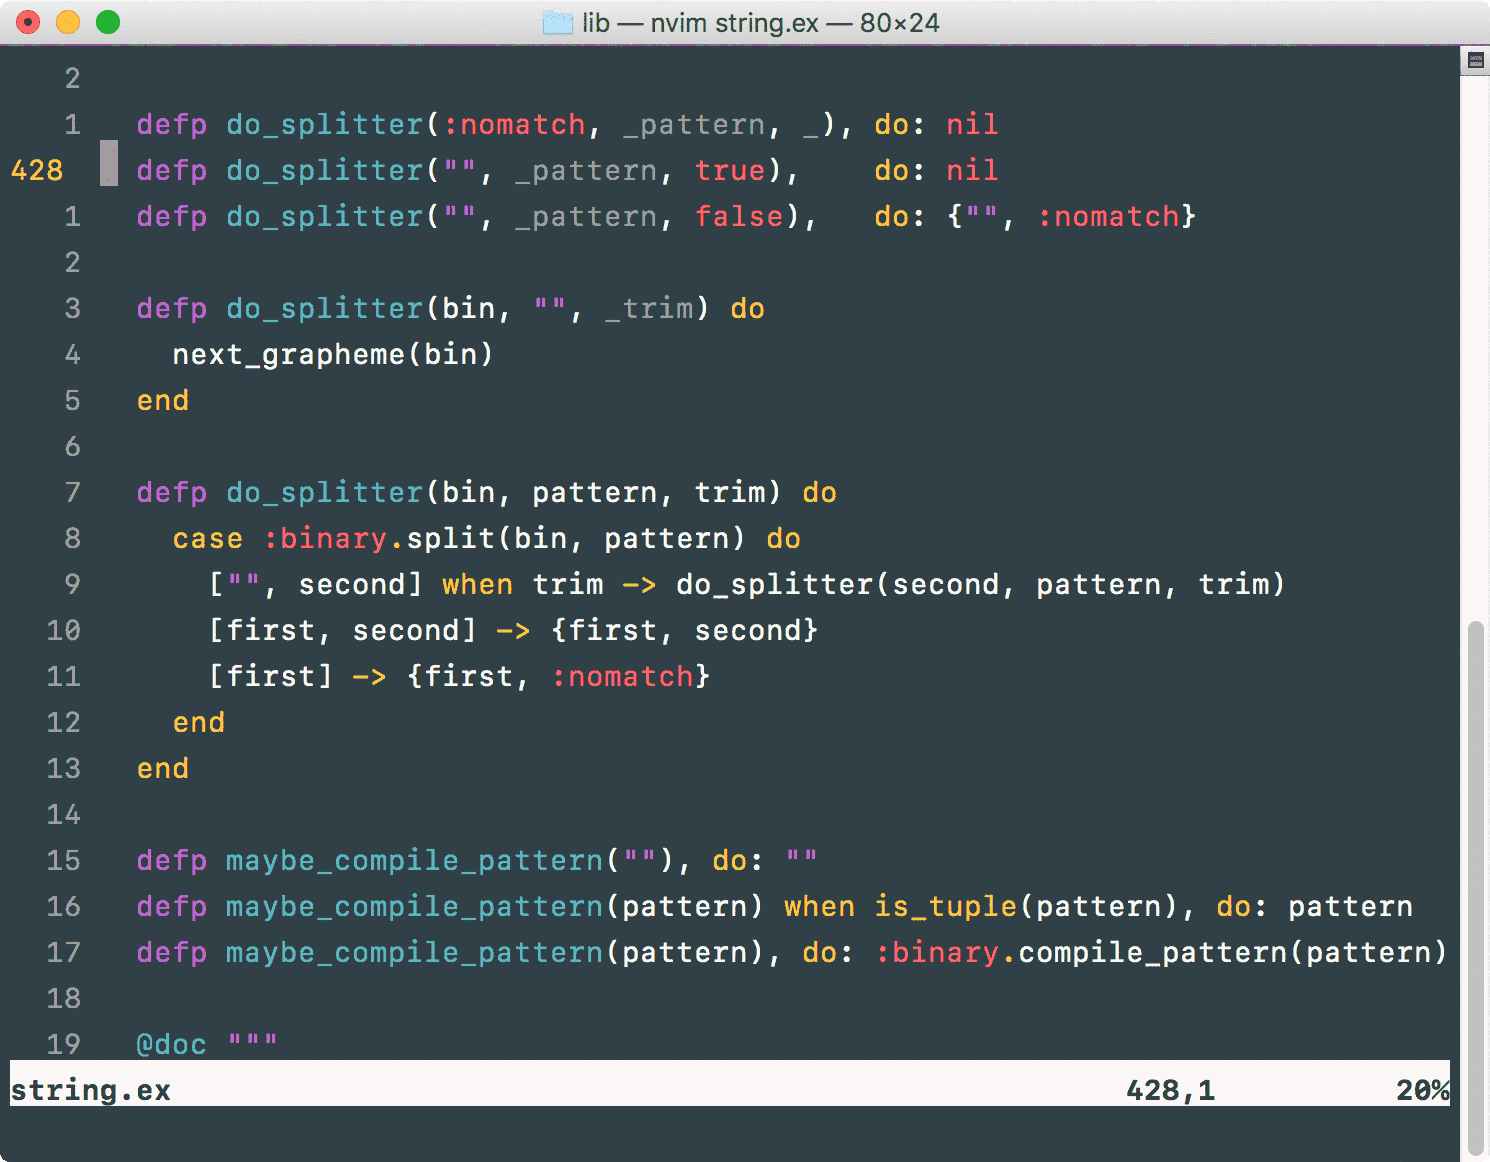 lib — nvim string.ex — 80×24
2
1 defp do_splitter(:nomatch, _pattern, _), do: nil
428 defp do_splitter("", _pattern, true),    do: nil
1 defp do_splitter("", _pattern, false),   do: {"", :nomatch}
2
3 defp do_splitter(bin, "", _trim) do
4   next_grapheme(bin)
5 end
6
7 defp do_splitter(bin, pattern, trim) do
8   case :binary.split(bin, pattern) do
9     ["", second] when trim -> do_splitter(second, pattern, trim)
10     [first, second] -> {first, second}
11     [first] -> {first, :nomatch}
12   end
13 end
14
15 defp maybe_compile_pattern(""), do: ""
16 defp maybe_compile_pattern(pattern) when is_tuple(pattern), do: pattern
17 defp maybe_compile_pattern(pattern), do: :binary.compile_pattern(pattern)
18
19 @doc """
string.ex 428,1 20%